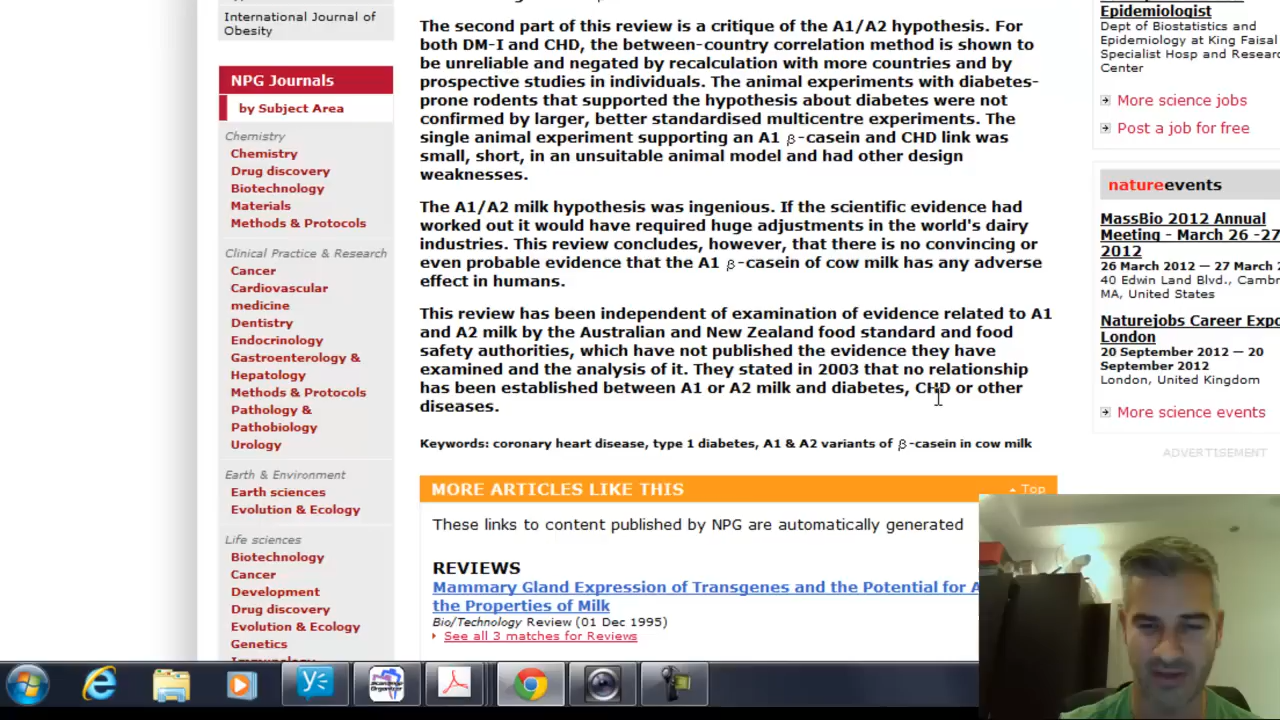 International Journal of
Obesity
NPG Journals
by Subject Area
Chemistry
Chemistry
Drug discovery
Biotechnology
Materials
Methods & Protocols
Clinical Practice & Research
Cancer
Cardiovascular
medicine
Dentistry
Endocrinology
Gastroenterology &
Hepatology
Methods & Protocols
Pathology &
Pathobiology
Urology
Earth & Environment
Earth sciences
Evolution & Ecology
Life sciences
Biotechnology
Cancer
Development
Drug discovery
Evolution & Ecology
Genetics
The second part of this review is a critique of the A1/A2 hypothesis. For
both DM-I and CHD, the between-country correlation method is shown to
be unreliable and negated by recalculation with more countries and by
prospective studies in individuals. The animal experiments with diabetes-
prone rodents that supported the hypothesis about diabetes were not
confirmed by larger, better standardised multicentre experiments. The
single animal experiment supporting an A1 β-casein and CHD link was
small, short, in an unsuitable animal model and had other design
weaknesses.
The A1/A2 milk hypothesis was ingenious. If the scientific evidence had
worked out it would have required huge adjustments in the world's dairy
industries. This review concludes, however, that there is no convincing or
even probable evidence that the A1 β-casein of cow milk has any adverse
effect in humans.
This review has been independent of examination of evidence related to A1
and A2 milk by the Australian and New Zealand food standard and food
safety authorities, which have not published the evidence they have
examined and the analysis of it. They stated in 2003 that no relationship
has been established between A1 or A2 milk and diabetes, CHD or other
diseases.
Keywords: coronary heart disease, type 1 diabetes, A1 & A2 variants of β-casein in cow milk
MORE ARTICLES LIKE THIS
Top
These links to content published by NPG are automatically generated
REVIEWS
Mammary Gland Expression of Transgenes and the Potential for A
the Properties of Milk
Bio/Technology Review (01 Dec 1995)
See all 3 matches for Reviews
Epidemiologist
Dept of Biostatistics and
Epidemiology at King Faisal
Specialist Hosp and Researc
Center
More science jobs
Post a job for free
natureevents
MassBio 2012 Annual
Meeting - March 26 -27
2012
26 March 2012 — 27 March 2
40 Edwin Land Blvd., Camb
MA, United States
Naturejobs Career Expo
London
20 September 2012 — 20
September 2012
London, United Kingdom
More science events
ADVERTISEMENT